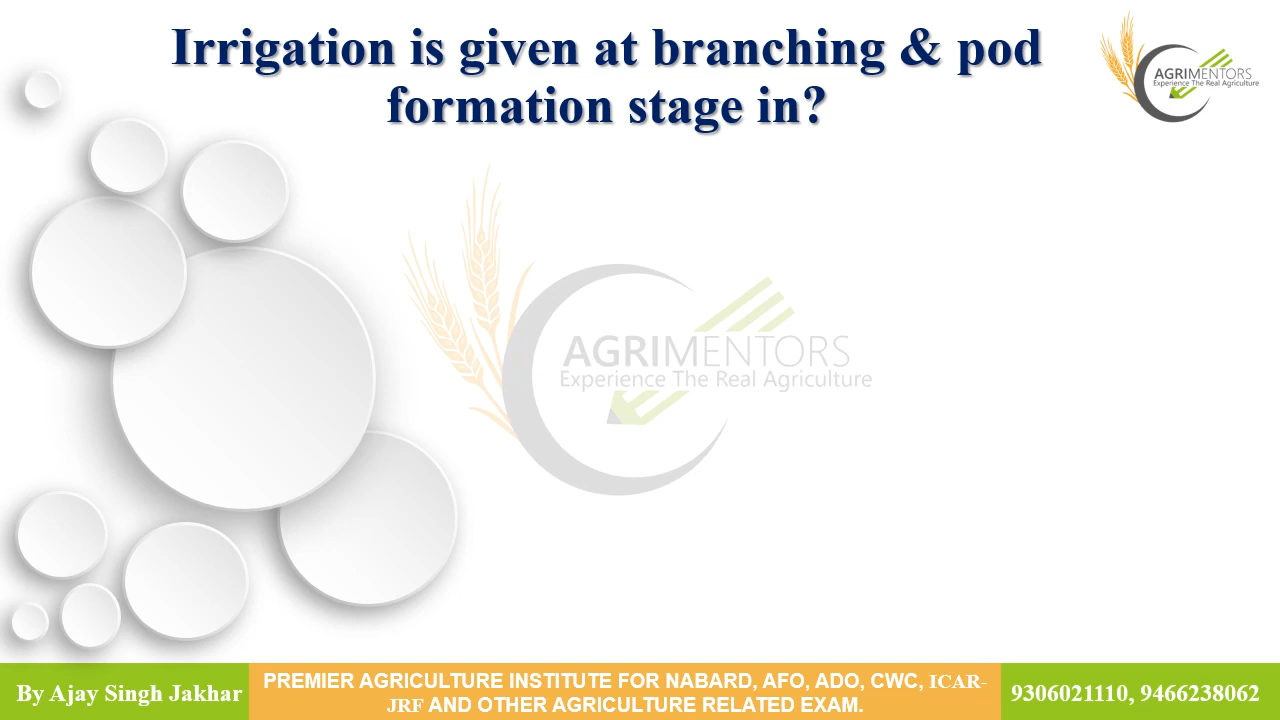 Irrigation is given at branching & pod
formation stage in?
AGRIMENTORS
Experience The Real Agriculture
AGRIMENTORS
Experience The Real Agriculture
By Ajay Singh Jakhar
PREMIER AGRICULTURE INSTITUTE FOR NABARD, AFO, ADO, CWC, ICAR-
JRF AND OTHER AGRICULTURE RELATED EXAM.
9306021110, 9466238062